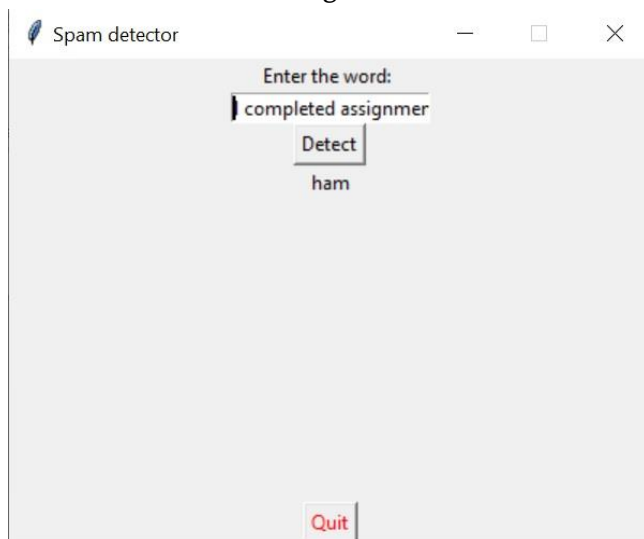 Spam detector
Enter the word:
completed assignmer
Detect
ham
Quit